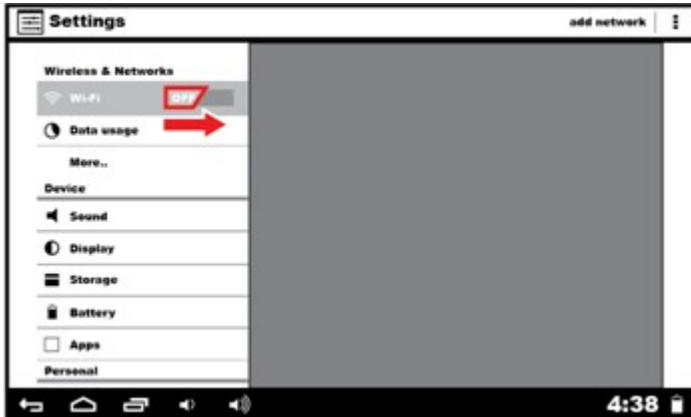 Settings
add network
Wireless & Networks
Wi-Fi OFF
Data usage
More..
Device
Sound
Display
Storage
Battery
Apps
Personal
4:38